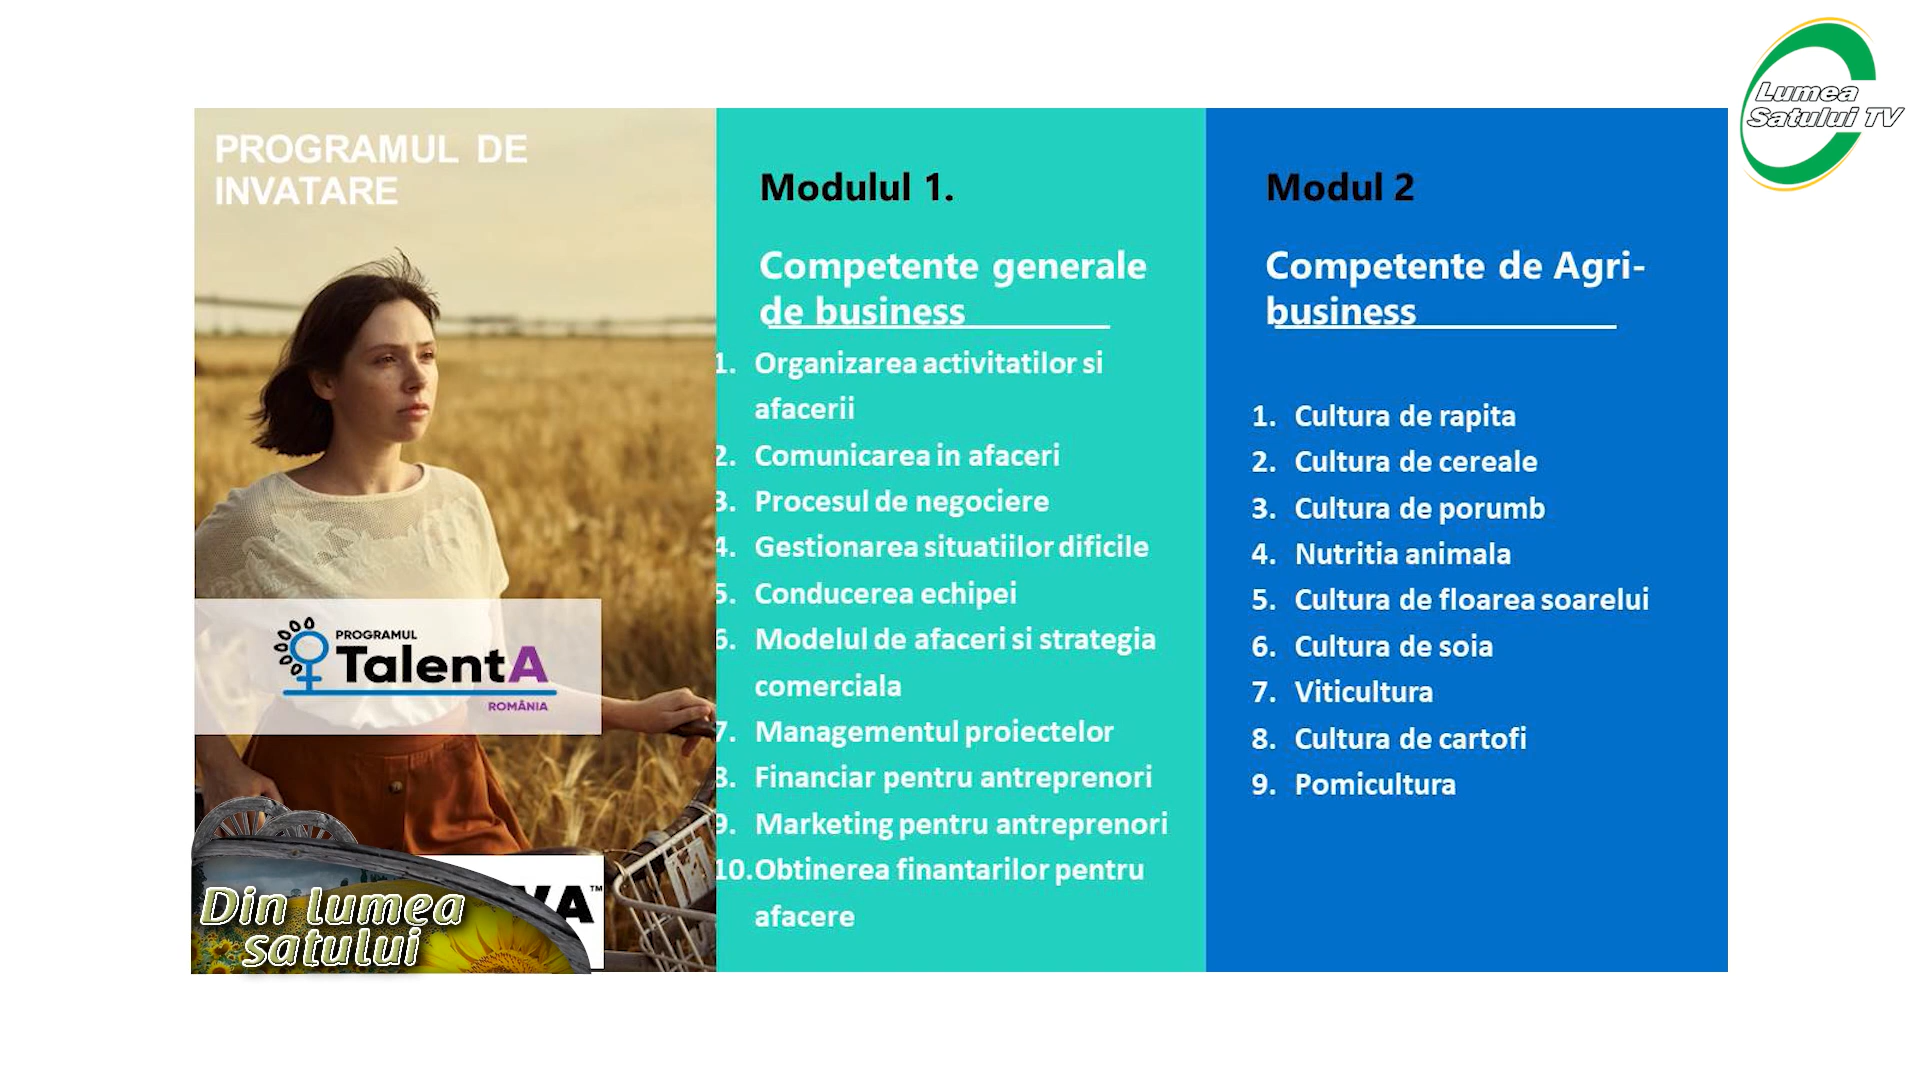 Lumea
Satului TV
PROGRAMUL DE
INVATARE
PROGRAMUL
TalentA
ROMÂNIA
Din lumea
satului
Modulul 1.
Competente generale
de business
1. Organizarea activitatilor si
afacerii
2. Comunicarea in afaceri
3. Procesul de negociere
4. Gestionarea situatiilor dificile
5. Conducerea echipei
6. Modelul de afaceri si strategia
comerciala
7. Managementul proiectelor
8. Financiar pentru antreprenori
9. Marketing pentru antreprenori
10. Obtinerea finantarilor pentru
afacere
Modul 2
Competente de Agri-
business
1. Cultura de rapita
2. Cultura de cereale
3. Cultura de porumb
4. Nutritia animala
5. Cultura de floarea soarelui
6. Cultura de soia
7. Viticultura
8. Cultura de cartofi
9. Pomicultura